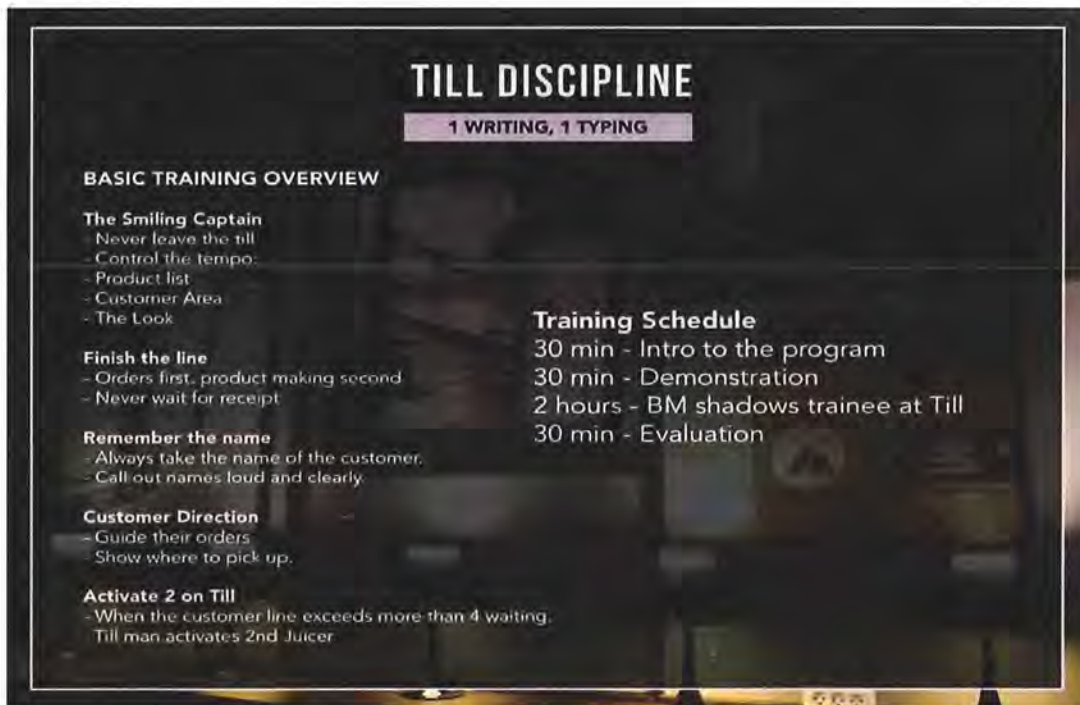 TILL DISCIPLINE
1 WRITING, 1 TYPING
BASIC TRAINING OVERVIEW
The Smiling Captain
- Never leave the till
- Control the tempo:
- Product list
- Customer Area
- The Look
Finish the line
- Orders first, product making second
- Never wait for receipt
Remember the name
- Always take the name of the customer.
- Call out names loud and clearly.
Customer Direction
- Guide their orders
- Show where to pick up.
Activate 2 on Till
- When the customer line exceeds more than 4 waiting.
Till man activates 2nd Juicer
Training Schedule
30 min - Intro to the program
30 min - Demonstration
2 hours - BM shadows trainee at Till
30 min - Evaluation